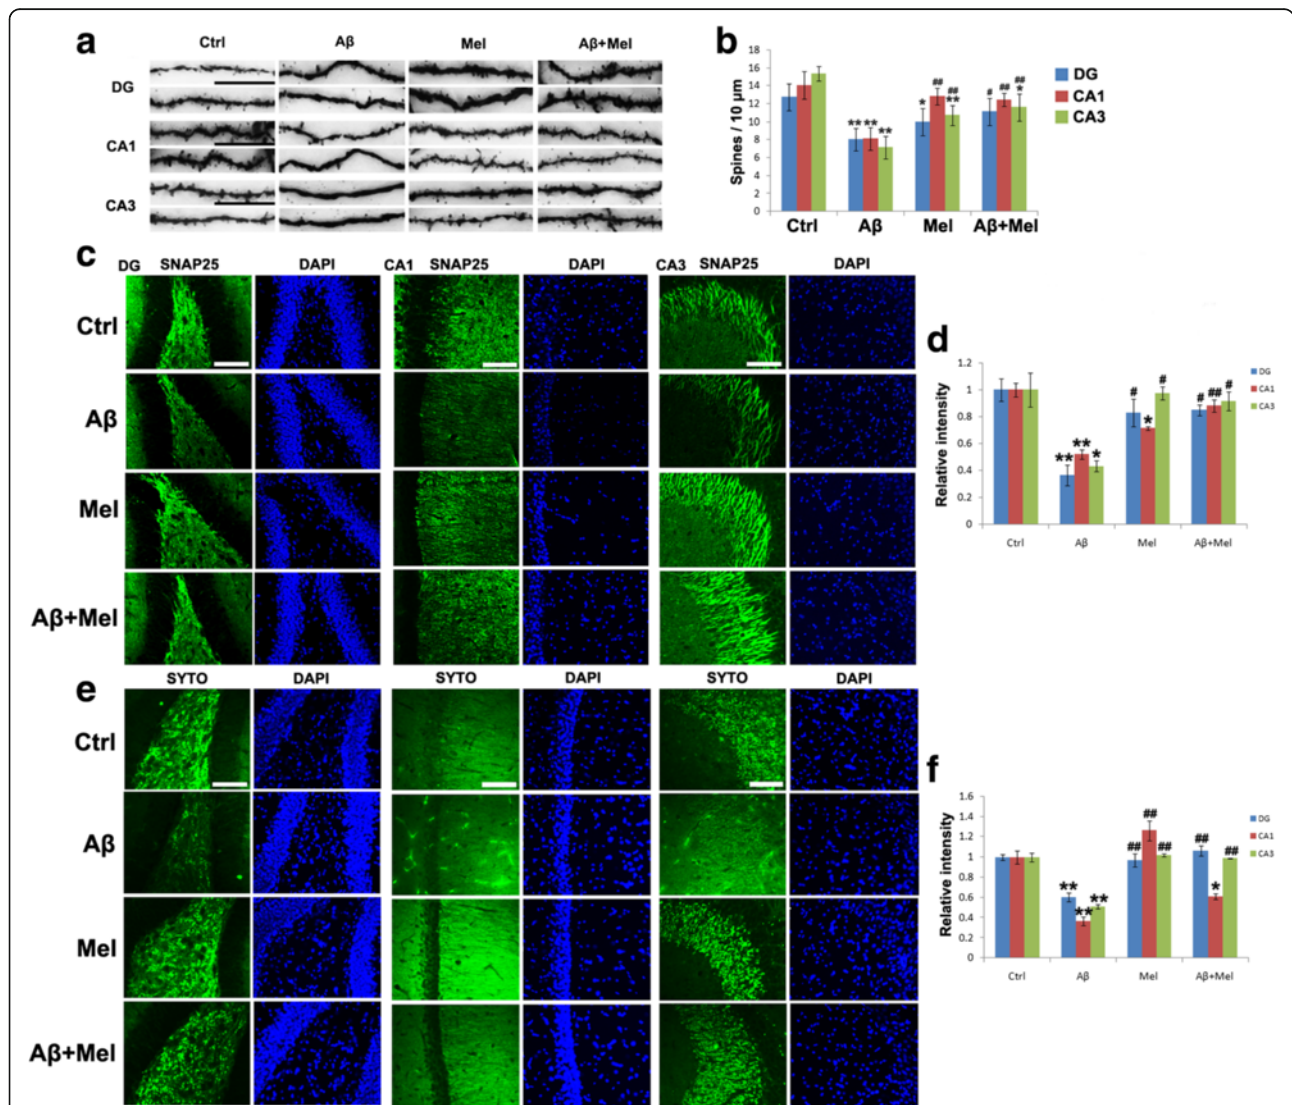 a
Ctrl Aβ Mel Aβ+Mel
DG
CA1
CA3
b
18
16
14
12
10
8
6
4
2
0
Spines / 10 µm
** ** **
* ## ## **
# ## ## *
Ctrl Aβ Mel Aβ+Mel
DG
CA1
CA3
c
DG SNAP25 DAPI CA1 SNAP25 DAPI CA3 SNAP25 DAPI
Ctrl
Aβ
Mel
Aβ+Mel
d
1.2
1
0.8
0.6
0.4
0.2
0
Relative intensity
** ** *
# * #
# ## #
Ctrl Aβ Mel Aβ+Mel
DG
CA1
CA3
e
SYTO DAPI SYTO DAPI SYTO DAPI
Ctrl
Aβ
Mel
Aβ+Mel
f
1.6
1.4
1.2
1
0.8
0.6
0.4
0.2
0
Relative intensity
** ** **
## ## ##
## * ##
Ctrl Aβ Mel Aβ+Mel
DG
CA1
CA3